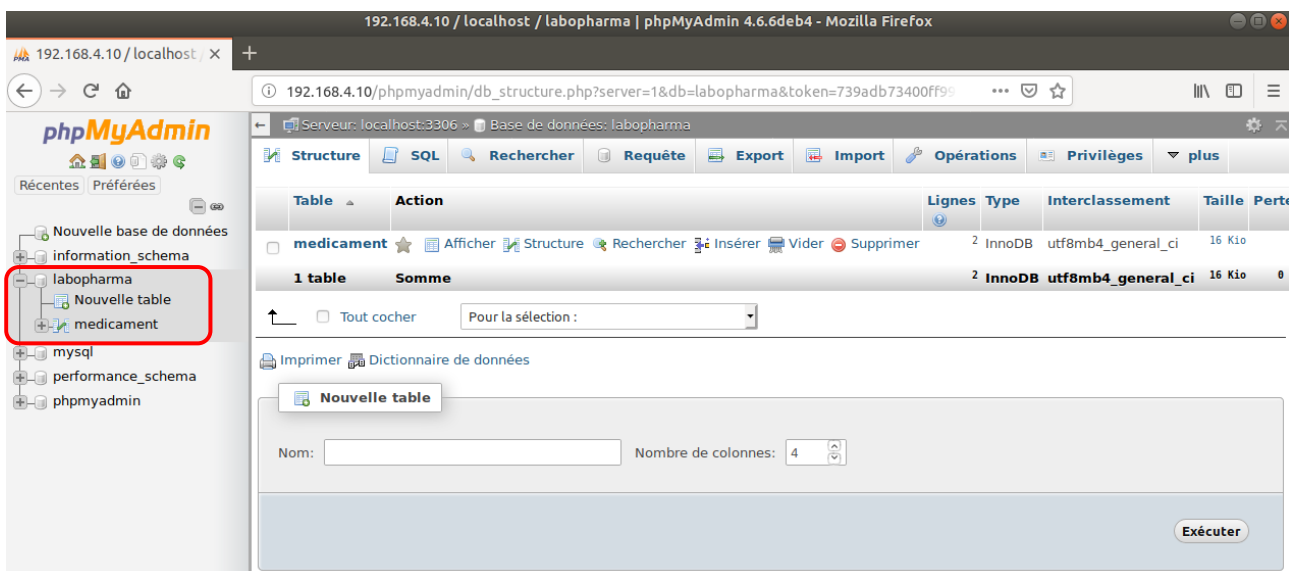 192.168.4.10 / localhost / labopharma | phpMyAdmin 4.6.6deb4 - Mozilla Firefox
192.168.4.10 / localhost /
192.168.4.10/phpmyadmin/db_structure.php?server=1&db=labopharma&token=739adb73400ff99
phpMyAdmin
Récentes Préférées
Nouvelle base de données
information_schema
labopharma
Nouvelle table
medicament
mysql
performance_schema
phpmyadmin
Serveur: localhost:3306 » Base de données: labopharma
Structure SQL Rechercher Requête Export Import Opérations Privilèges plus
Table Action Lignes Type Interclassement Taille Perte
medicament Afficher Structure Rechercher Insérer Vider Supprimer 2 InnoDB utf8mb4_general_ci 16 Kio
1 table Somme 2 InnoDB utf8mb4_general_ci 16 Kio 0
Tout cocher Pour la sélection :
Imprimer Dictionnaire de données
Nouvelle table
Nom: Nombre de colonnes: 4
Exécuter